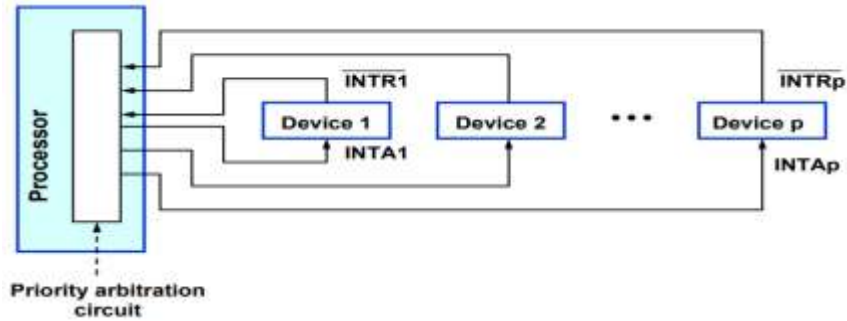 Processor
INTR1
INTRp
Device 1
Device 2
•••
Device p
INTA1
INTAp
Priority arbitration
circuit